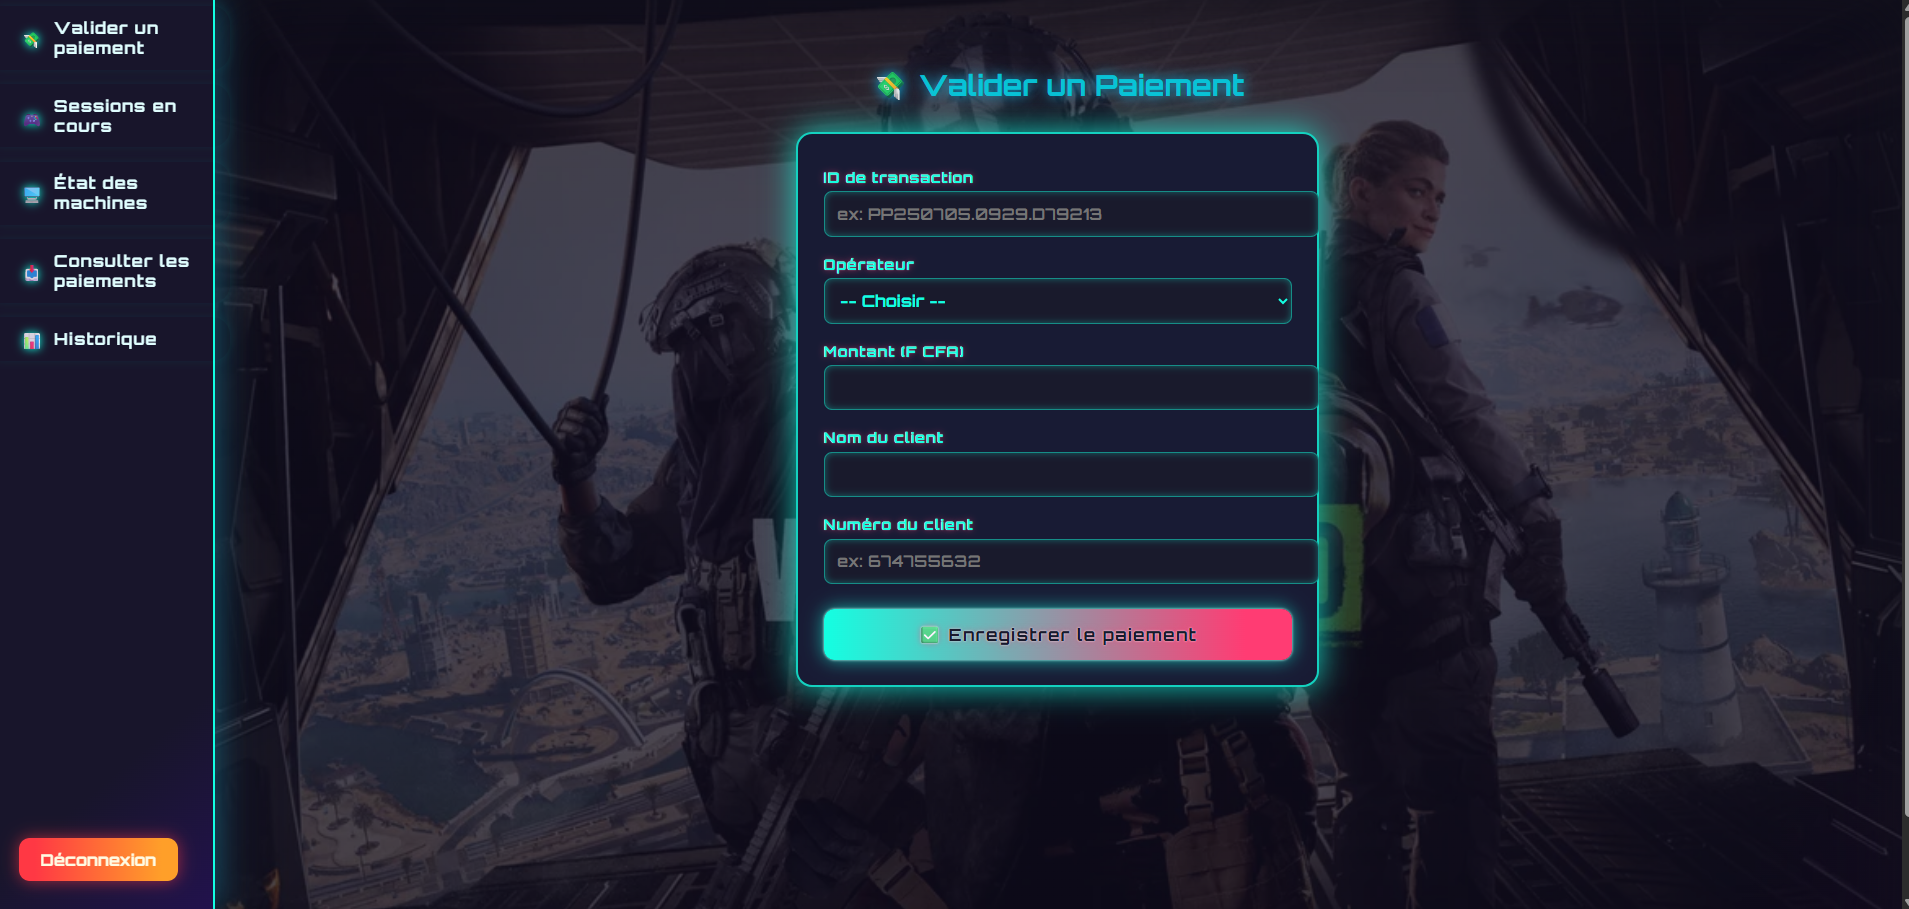 Valider un
paiement
Sessions en
cours
État des
machines
Consulter les
paiements
Historique
Déconnexion
Valider un Paiement
ID de transaction
ex: PP250705.0929.D79213
Opérateur
-- Choisir --
Montant (F CFA)
Nom du client
Numéro du client
ex: 674755632
Enregistrer le paiement